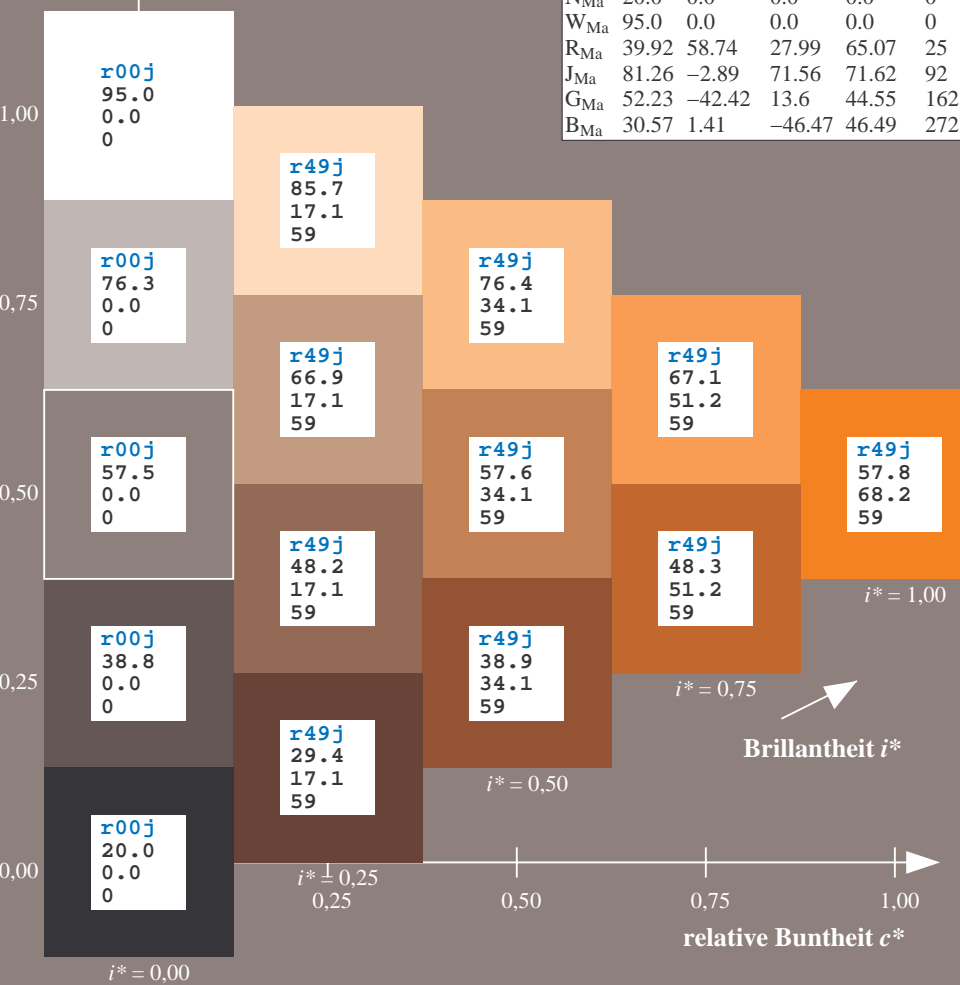 W_Ma 95.0 0.0 0.0 0.0 0
R_Ma 39.92 58.74 27.99 65.07 25
J_Ma 81.26 –2.89 71.56 71.62 92
G_Ma 52.23 –42.42 13.6 44.55 162
B_Ma 30.57 1.41 –46.47 46.49 272
1,00
r00j
95.0
0.0
0
r49j
85.7
17.1
59
0,75
r00j
76.3
0.0
0
r49j
76.4
34.1
59
r49j
66.9
17.1
59
r49j
67.1
51.2
59
0,50
r00j
57.5
0.0
0
r49j
57.6
34.1
59
r49j
57.8
68.2
59
i* = 1,00
r49j
48.2
17.1
59
r49j
48.3
51.2
59
i* = 0,75
0,25
r00j
38.8
0.0
0
r49j
38.9
34.1
59
i* = 0,50
Brillantheit i*
r49j
29.4
17.1
59
i* = 0,25
0,00
r00j
20.0
0.0
0
i* = 0,00
0,25 0,50 0,75 1,00
relative Buntheit c*